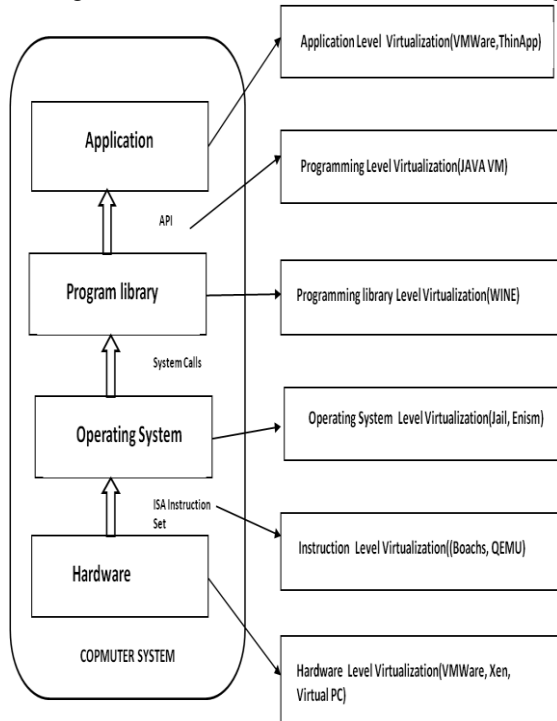 Application Level Virtualization(VMWare,ThinApp)
Application
Programming Level Virtualization(JAVA VM)
API
Program library
Programming library Level Virtualization(WINE)
System Calls
Operating System
Operating System Level Virtualization(Jail, Enism)
ISA Instruction
Set
Instruction Level Virtualization((Boachs, QEMU)
Hardware
COPMUTER SYSTEM
Hardware Level Virtualization(VMWare, Xen,
Virtual PC)